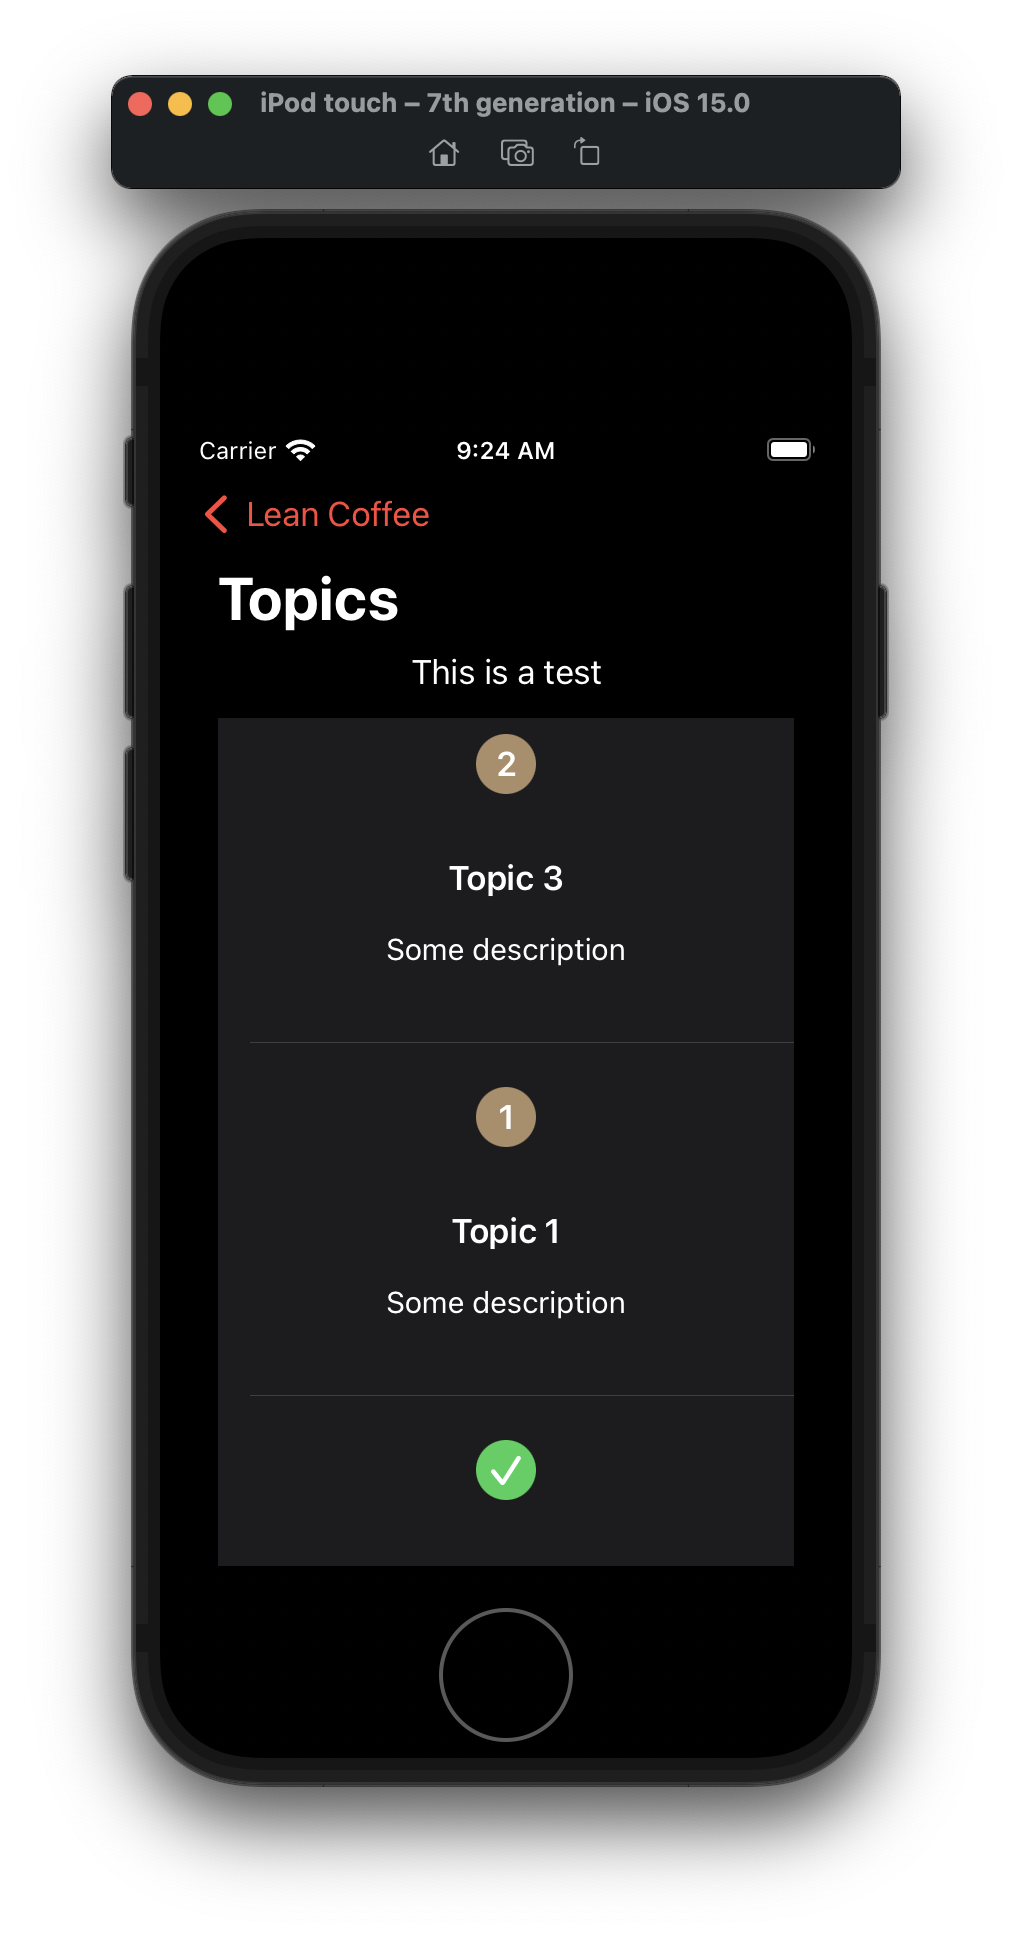 iPod touch – 7th generation – iOS 15.0
Carrier 9:24 AM
Lean Coffee
Topics
This is a test
2
Topic 3
Some description
1
Topic 1
Some description